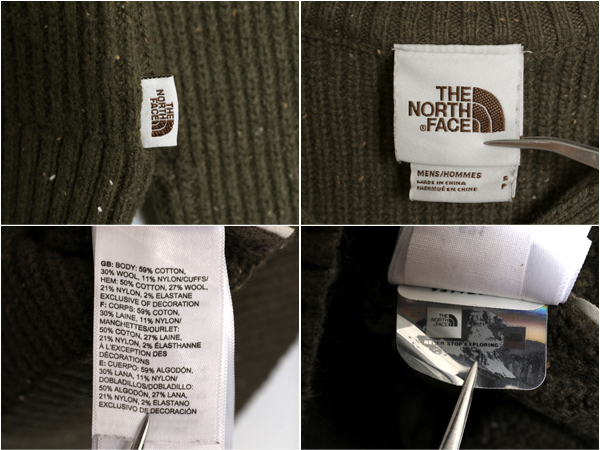 THE
NORTH
FACE
THE
NORTH
®FACE
MENS/HOMMES
MADE IN CHINA
FABRIQUÉ EN CHINE
GB: BODY: 59% COTTON,
30% WOOL, 11% NYLON/CUFFS/
HEM: 50% COTTON, 27% WOOL,
21% NYLON, 2% ELASTANE
EXCLUSIVE OF DECORATION
F: CORPS: 59% COTON,
30% LAINE, 11% NYLON/
MANCHETTES/OURLET:
50% COTON, 27% LAINE,
21% NYLON, 2% ÉLASTHANNE
À L'EXCEPTION DES
DÉCORATIONS
E: CUERPO: 59% ALGODÓN,
30% LANA, 11% NYLON/
DOBLADILLOS/DOBLADILLO:
50% ALGODÓN, 27% LANA,
21% NYLON, 2% ELASTANO
EXCLUSIVO DE DECORACIÓN
THE
NORTH
FACE
NEVER STOP EXPLORING